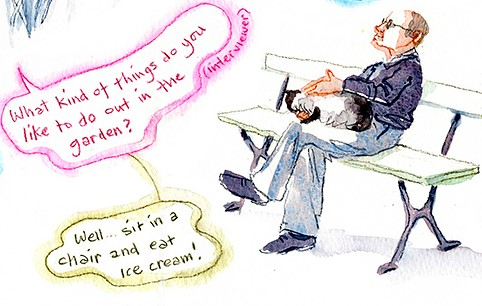 What kind of things do you
like to do out in the
garden?
(interviewer)
Well... sit in a
chair and eat
Ice cream!